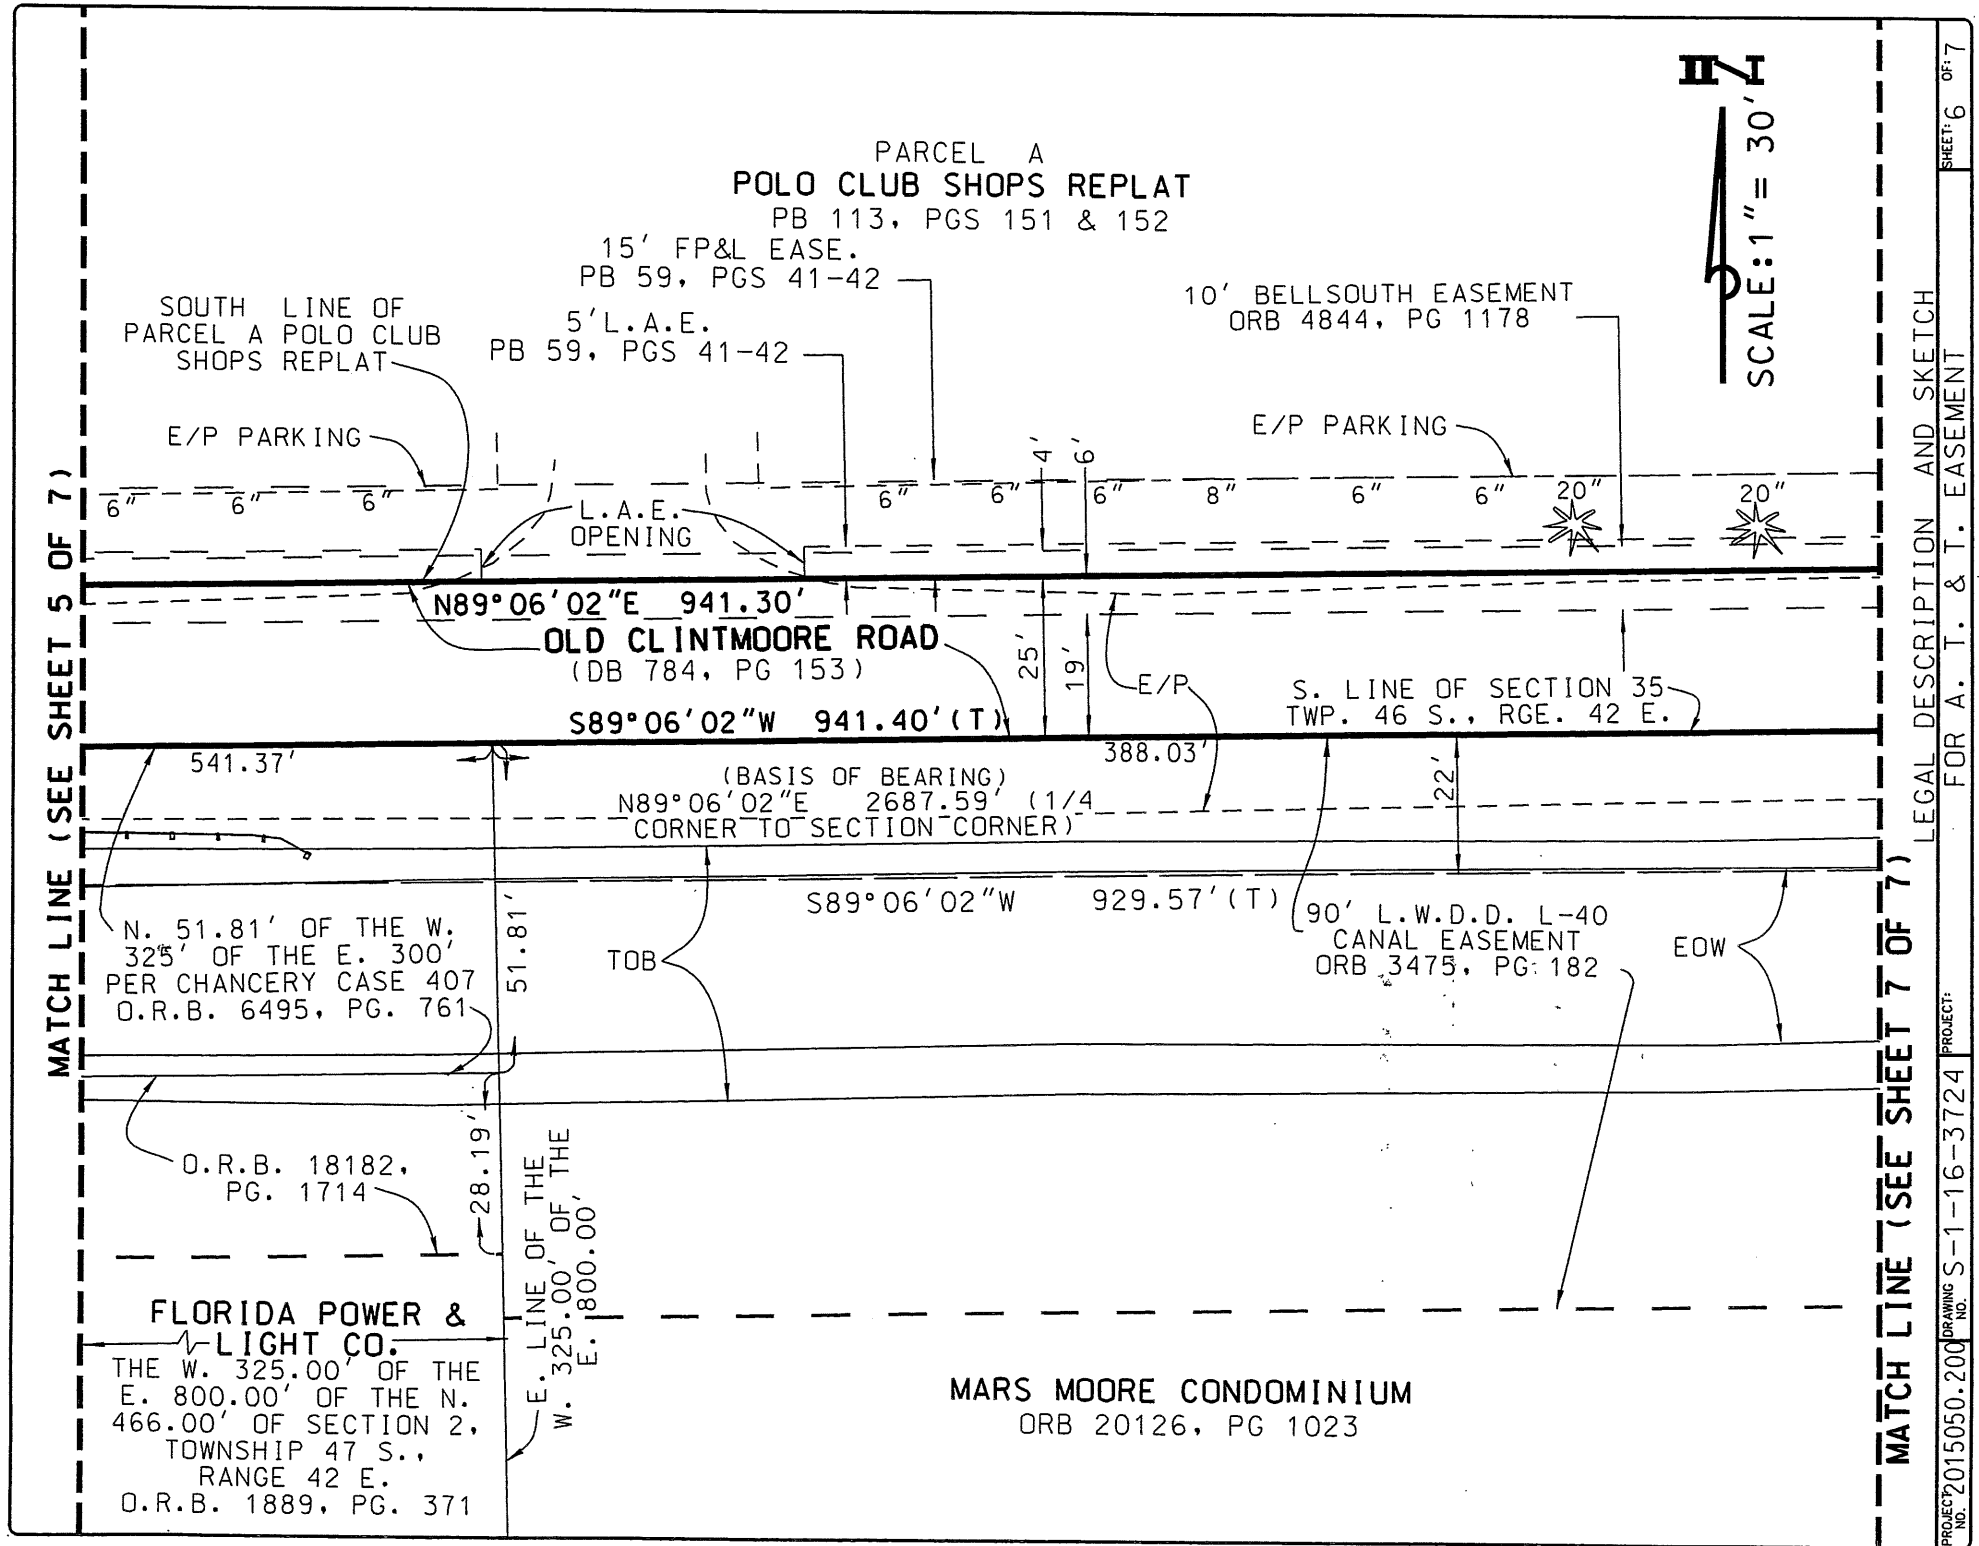 PARCEL A
POLO CLUB SHOPS REPLAT
PB 113, PGS 151 & 152
15' FP&L EASE.
PB 59, PGS 41-42
5' L.A.E.
PB 59, PGS 41-42
SOUTH LINE OF
PARCEL A POLO CLUB
SHOPS REPLAT
10' BELLSOUTH EASEMENT
ORB 4844, PG 1178
SCALE: 1"= 30'
E/P PARKING
E/P PARKING
4'
6'
6" 6" 6" 6" 6" 6" 8" 6" 6" 20" 20"
L.A.E.
OPENING
N89°06'02"E 941.30'
OLD CLINTMOORE ROAD
(DB 784, PG 153)
25'
19'
E/P
S. LINE OF SECTION 35
TWP. 46 S., RGE. 42 E.
S89°06'02"W 941.40'(T)
541.37'
388.03'
(BASIS OF BEARING)
N89°06'02"E 2687.59' (1/4
CORNER TO SECTION CORNER)
22'
S89°06'02"W 929.57'(T)
51.81'
N. 51.81' OF THE W.
325' OF THE E. 300'
PER CHANCERY CASE 407
O.R.B. 6495, PG. 761
TOB
90' L.W.D.D. L-40
CANAL EASEMENT
ORB 3475, PG. 182
EOW
O.R.B. 18182,
PG. 1714
28.19'
E. LINE OF THE
W. 325.00' OF THE
E. 800.00'
FLORIDA POWER &
LIGHT CO.
THE W. 325.00' OF THE
E. 800.00' OF THE N.
466.00' OF SECTION 2,
TOWNSHIP 47 S.,
RANGE 42 E.
O.R.B. 1889, PG. 371
MARS MOORE CONDOMINIUM
ORB 20126, PG 1023
MATCH LINE (SEE SHEET 5 OF 7)
MATCH LINE (SEE SHEET 7 OF 7)
LEGAL DESCRIPTION AND SKETCH
FOR A. T. & T. EASEMENT
SHEET: 6 OF: 7
PROJECT:
DRAWING NO. S-1-16-3724
PROJECT NO. 2015050.200